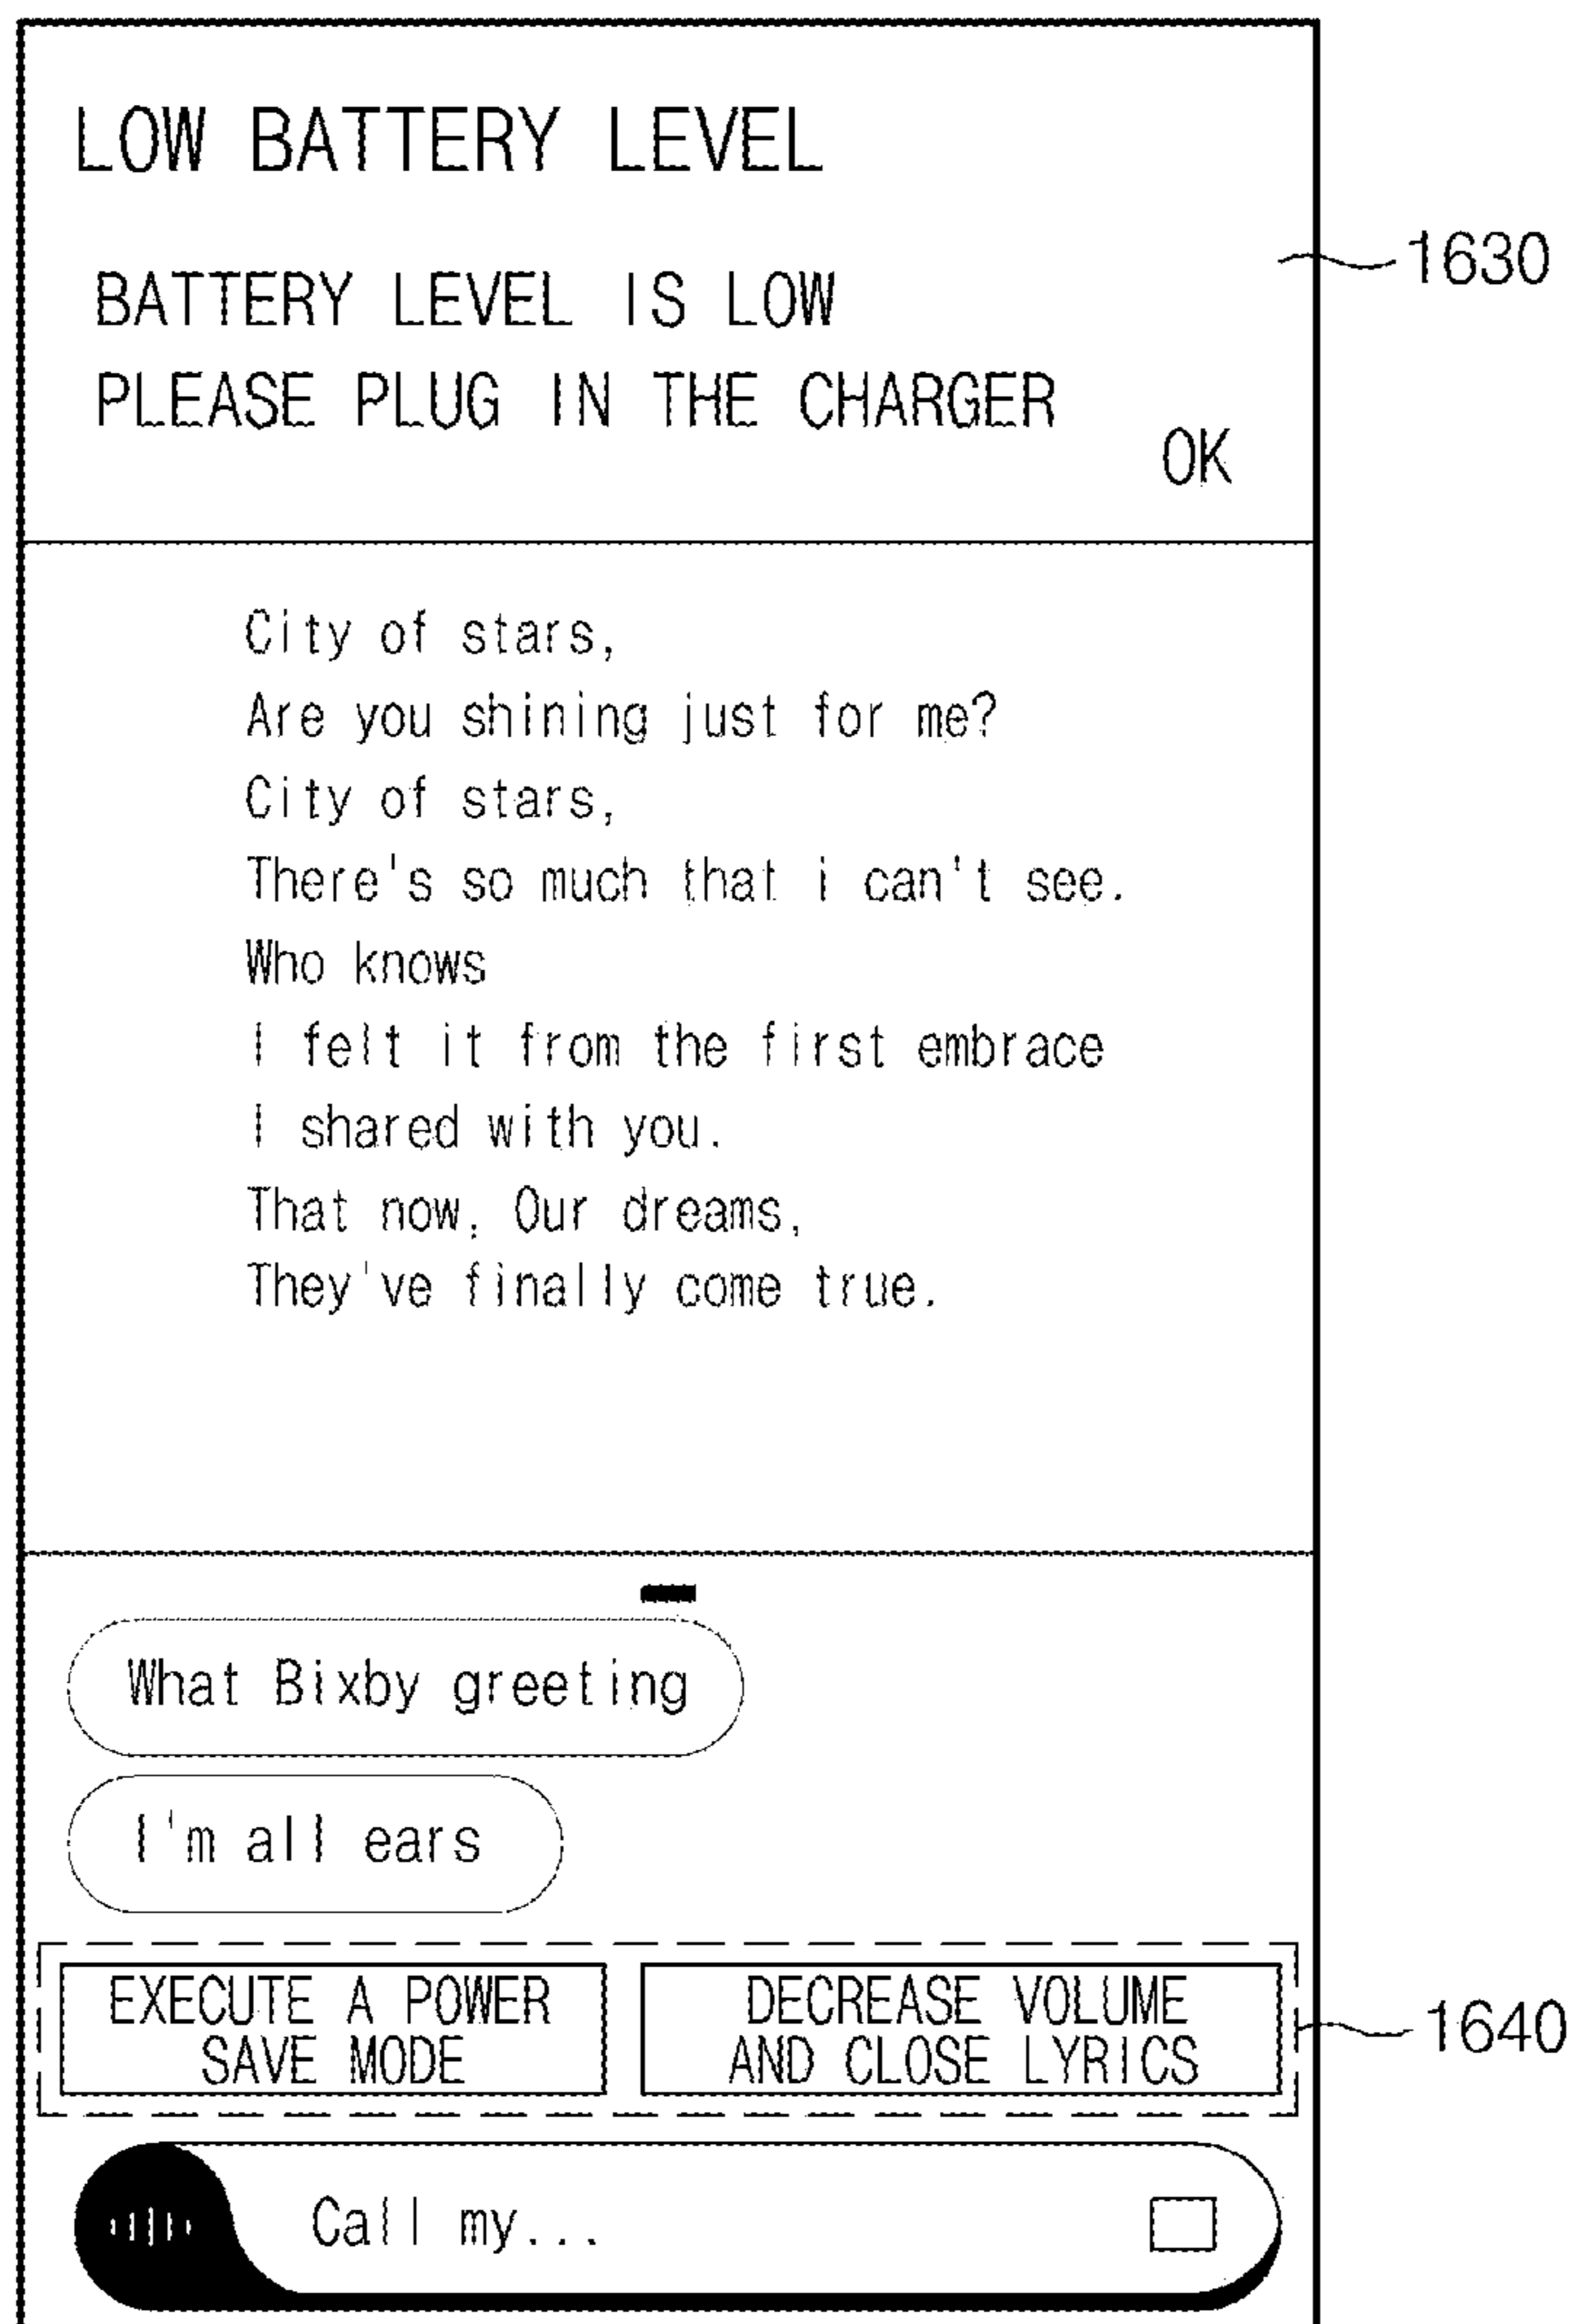 LOW BATTERY LEVEL
1630
BATTERY LEVEL IS LOW
PLEASE PLUG IN THE CHARGER
OK
City of stars,
Are you shining just for me?
City of stars,
There's so much that i can't see.
Who knows
I felt it from the first embrace
I shared with you.
That now, Our dreams,
They've finally come true.
What Bixby greeting
I'm all ears
EXECUTE A POWER
SAVE MODE
DECREASE VOLUME
AND CLOSE LYRICS
1640
Call my...